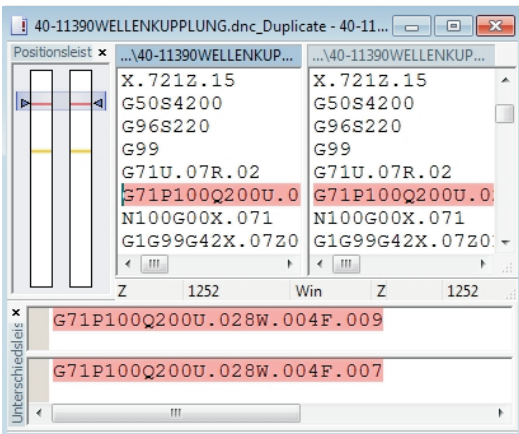 40-11390WELLENKUPPLUNG.dnc_Duplicate - 40-11...
Positionsleist x
...\40-11390WELLENKUP...
...\40-11390WELLENKUP...
X.721Z.15
G50S4200
G96S220
G99
G71U.07R.02
G71P100Q200U.0
N100G00X.071
G1G99G42X.07Z0
X.721Z.15
G50S4200
G96S220
G99
G71U.07R.02
G71P100Q200U.0
N100G00X.071
G1G99G42X.07Z0
Z 1252 Win Z 1252
x
Unterschiedsleis
G71P100Q200U.028W.004F.009
G71P100Q200U.028W.004F.007